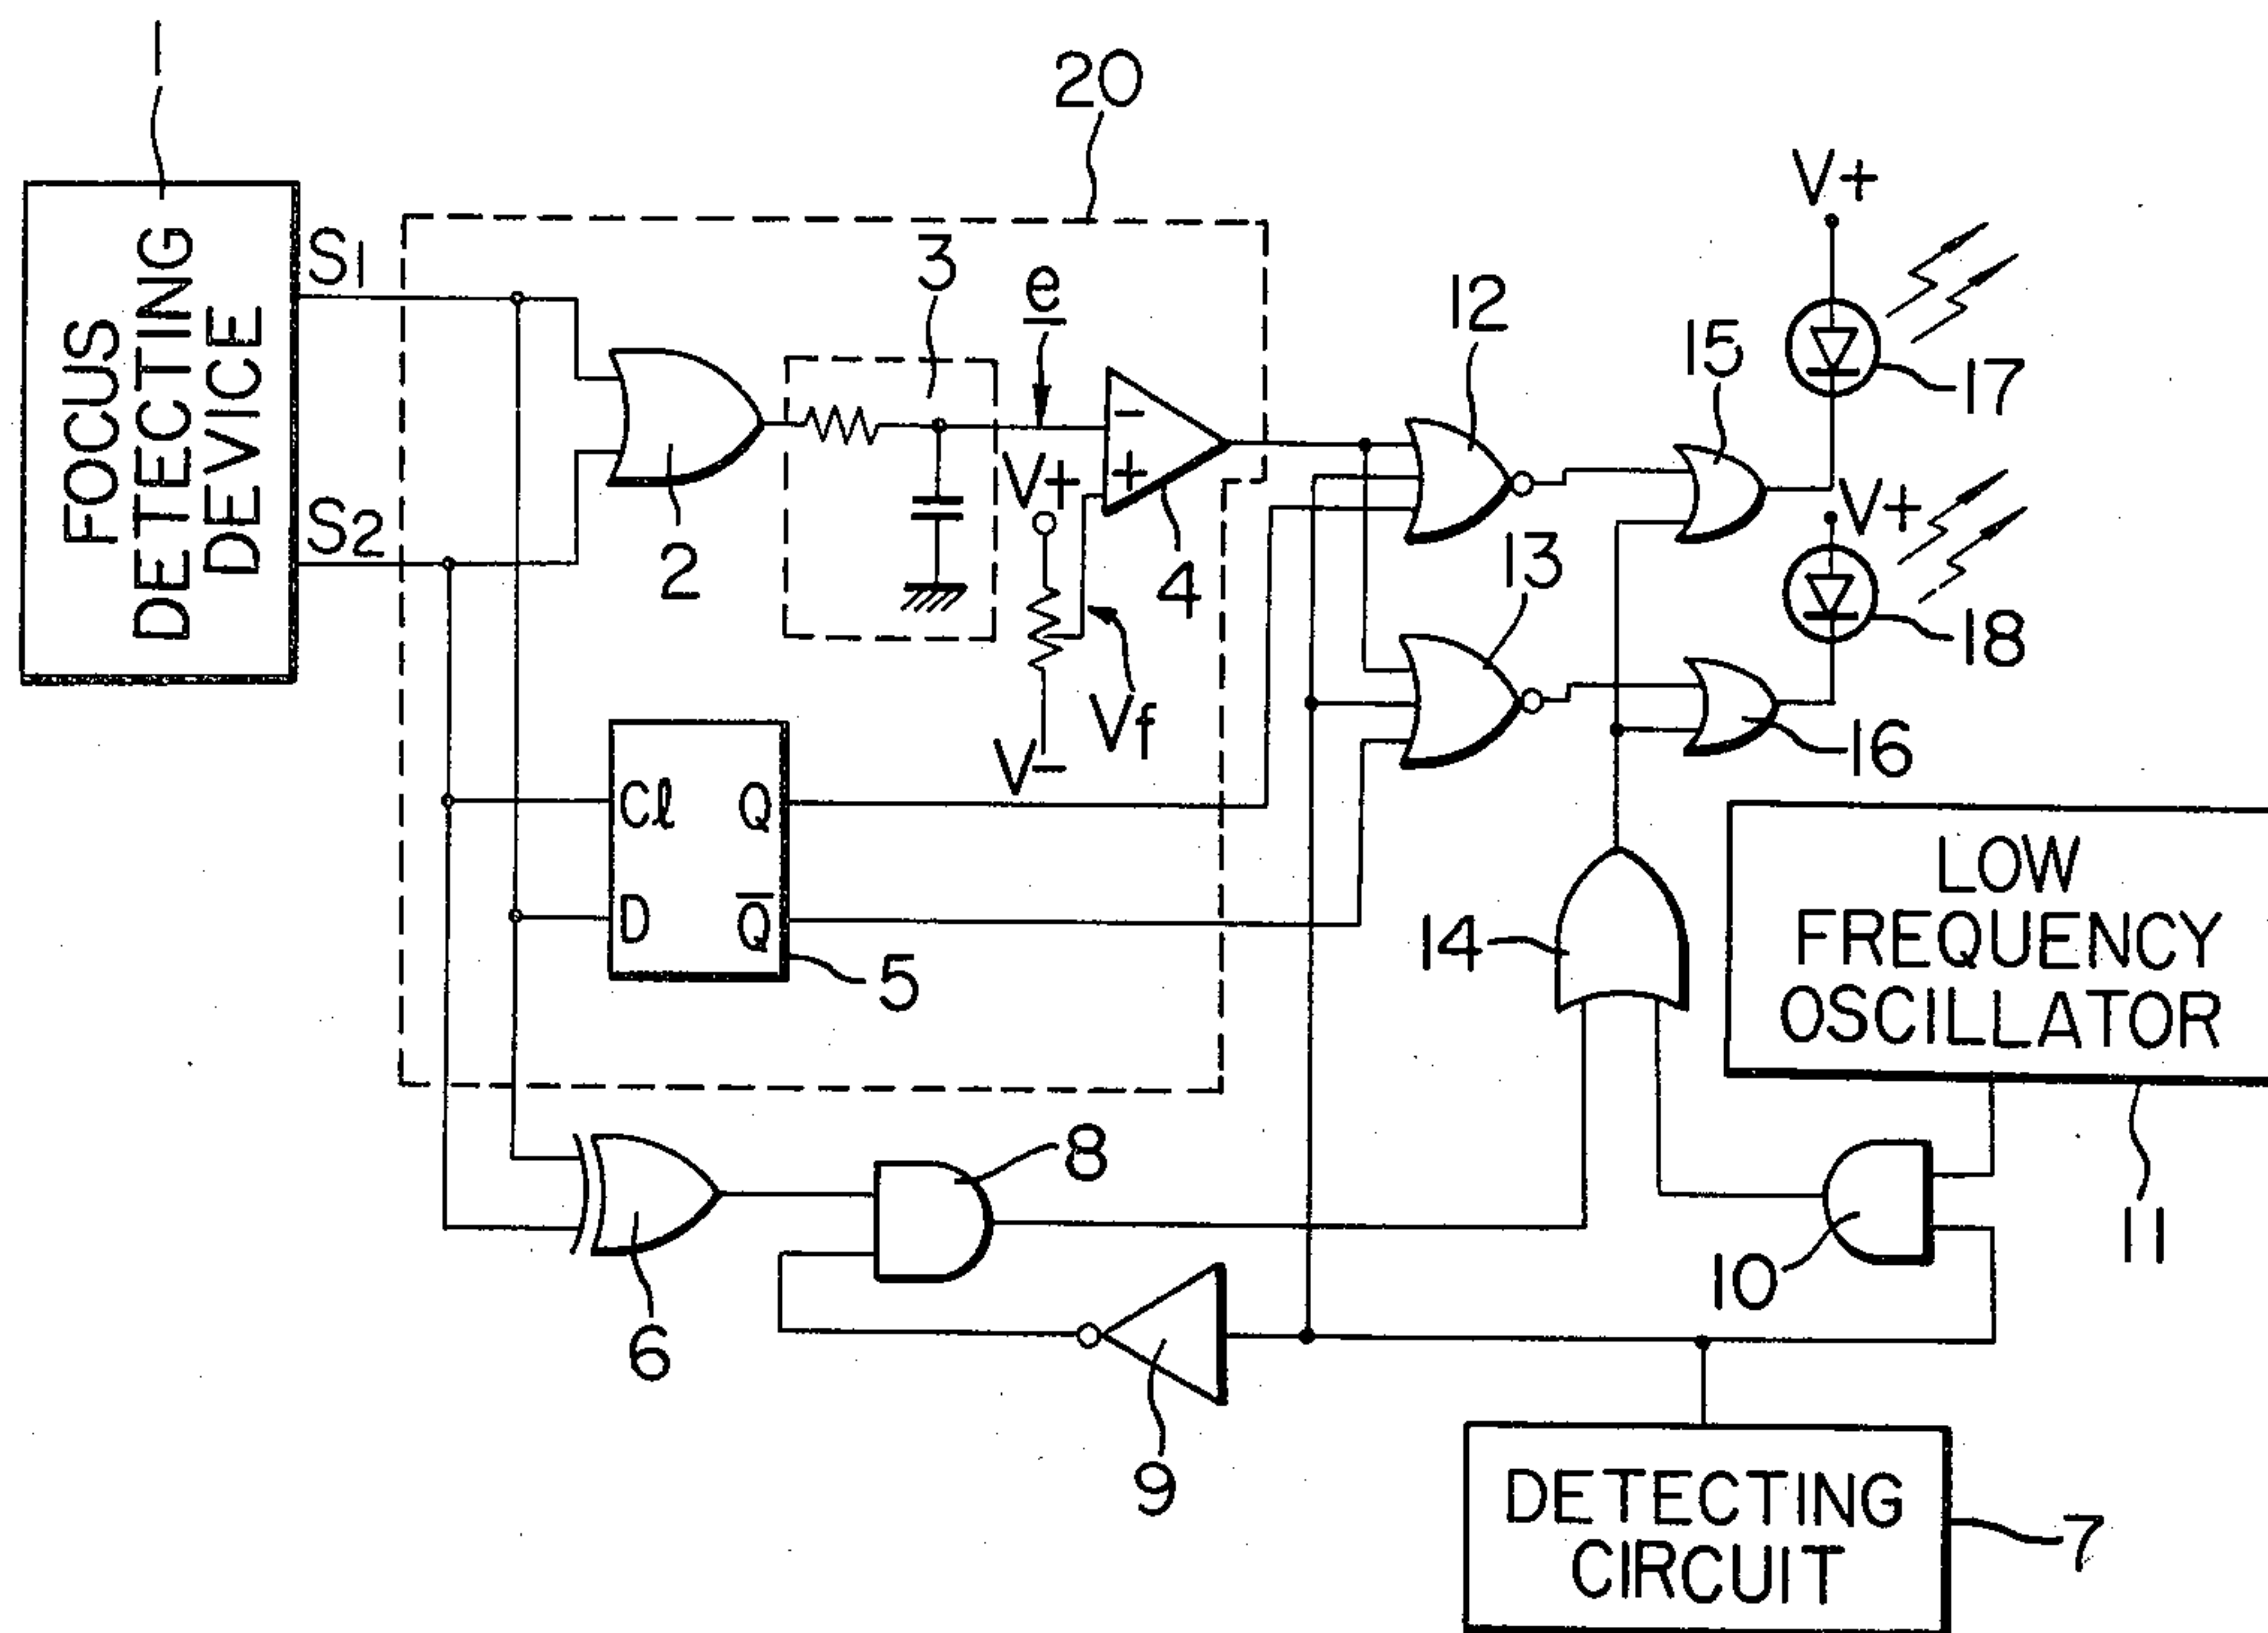 1
20
FOCUS
DETECTING
DEVICE
S1
S2
2
3
e
V+
V-
Vf
4
Cl
Q
D
Q̅
5
12
13
15
V+
17
V+
18
16
14
LOW
FREQUENCY
OSCILLATOR
11
10
6
8
9
DETECTING
CIRCUIT
7